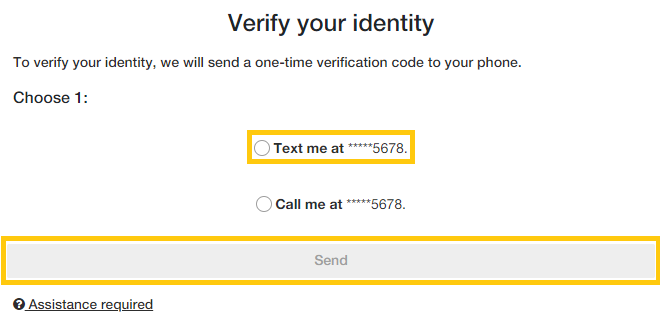 Verify your identity
To verify your identity, we will send a one-time verification code to your phone.
Choose 1:
Text me at *****5678.
Call me at *****5678.
Send
Assistance required